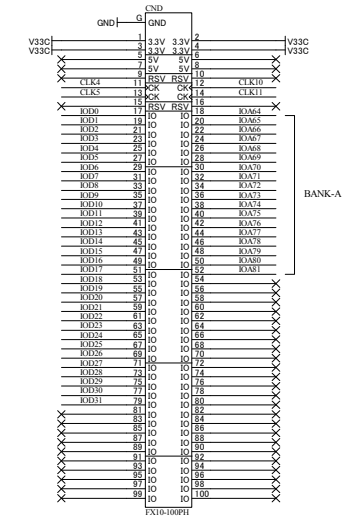 CND
GND G GND
V33C 1 3.3V 3.3V 2 V33C
V33C 3 3.3V 3.3V 4 V33C
5 5V 5V 6
7 5V 5V 8
9 RSV RSV 10
CLK4 11 CK CK 12 CLK10
CLK5 13 CK CK 14 CLK11
15 RSV RSV 16
IOD0 17 IO IO 18 IOA64
IOD1 19 IO IO 20 IOA65
IOD2 21 IO IO 22 IOA66
IOD3 23 IO IO 24 IOA67
IOD4 25 IO IO 26 IOA68
IOD5 27 IO IO 28 IOA69
IOD6 29 IO IO 30 IOA70
IOD7 31 IO IO 32 IOA71
IOD8 33 IO IO 34 IOA72
IOD9 35 IO IO 36 IOA73 BANK-A
IOD10 37 IO IO 38 IOA74
IOD11 39 IO IO 40 IOA75
IOD12 41 IO IO 42 IOA76
IOD13 43 IO IO 44 IOA77
IOD14 45 IO IO 46 IOA78
IOD15 47 IO IO 48 IOA79
IOD16 49 IO IO 50 IOA80
IOD17 51 IO IO 52 IOA81
IOD18 53 IO IO 54
IOD19 55 IO IO 56
IOD20 57 IO IO 58
IOD21 59 IO IO 60
IOD22 61 IO IO 62
IOD23 63 IO IO 64
IOD24 65 IO IO 66
IOD25 67 IO IO 68
IOD26 69 IO IO 70
IOD27 71 IO IO 72
IOD28 73 IO IO 74
IOD29 75 IO IO 76
IOD30 77 IO IO 78
IOD31 79 IO IO 80
81 IO IO 82
83 IO IO 84
85 IO IO 86
87 IO IO 88
89 IO IO 90
91 IO IO 92
93 IO IO 94
95 IO IO 96
97 IO IO 98
99 IO IO 100
FX10-100PH